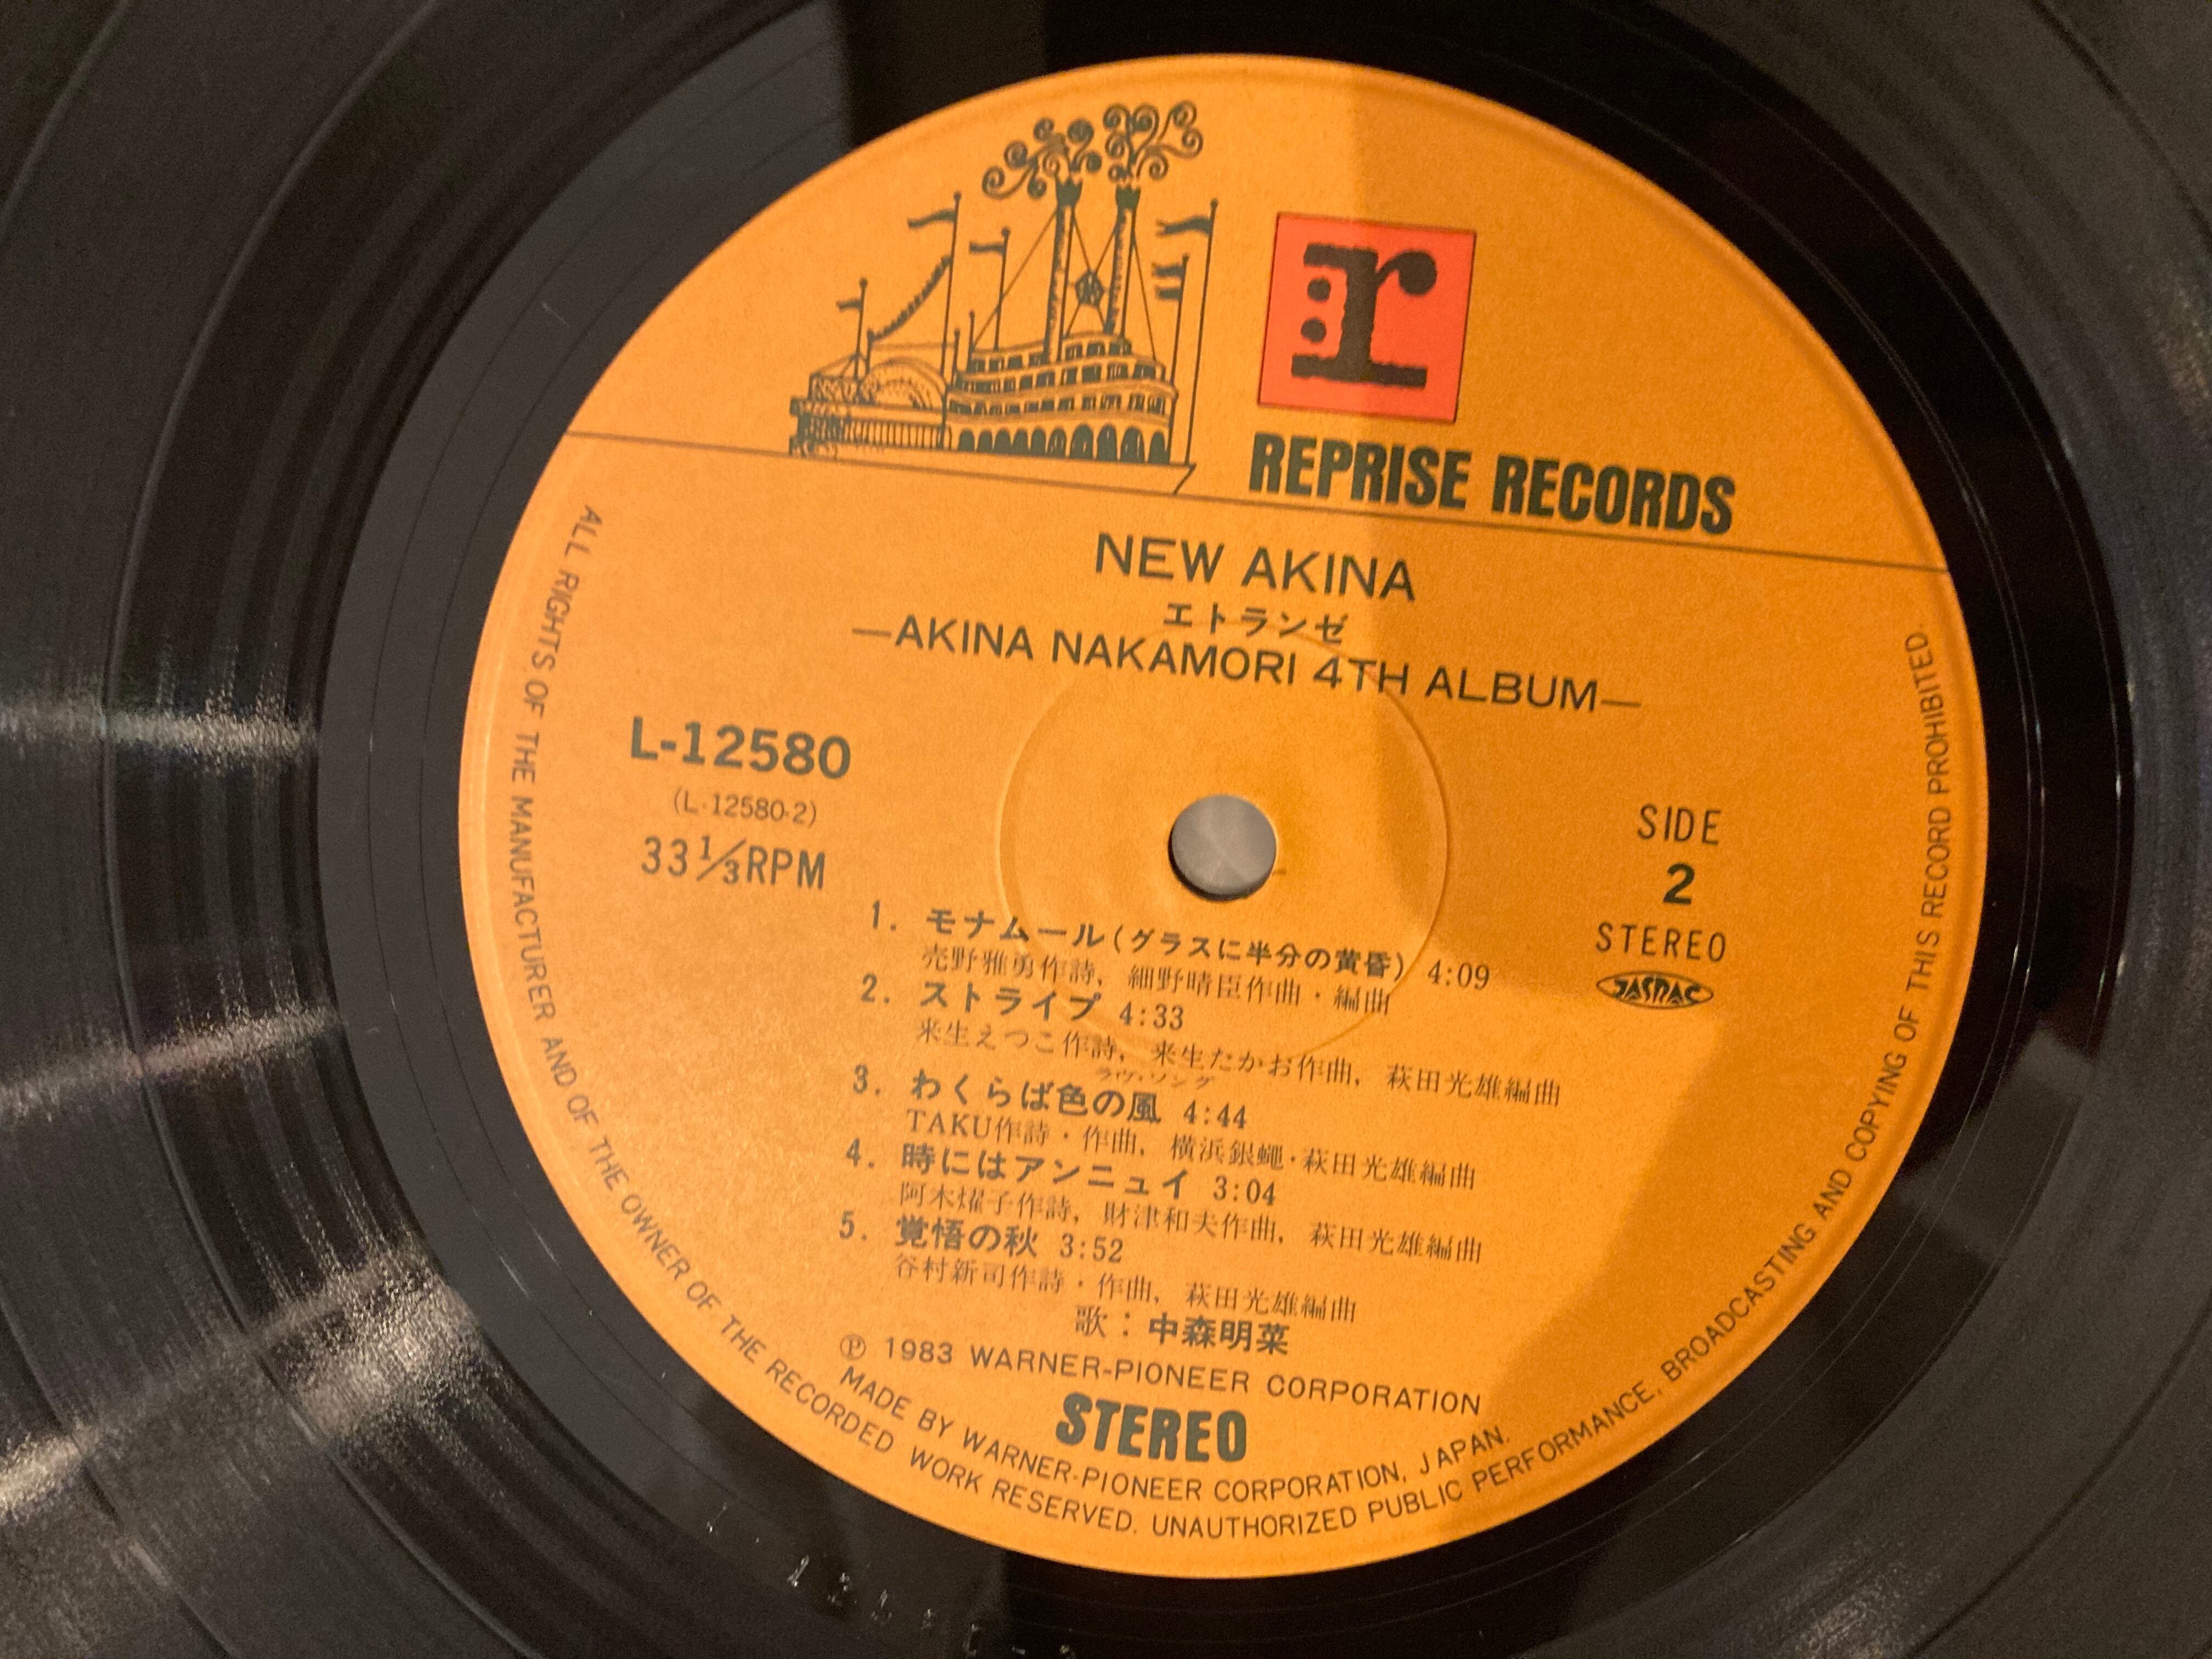 r
REPRISE RECORDS
NEW AKINA
エトランゼ
—AKINA NAKAMORI 4TH ALBUM—
L-12580
(L-12580-2)
33 1/3 RPM
SIDE
2
STEREO
JASRAC
1. モナムール(グラスに半分の黄昏) 4:09
売野雅勇作詩, 細野晴臣作曲・編曲
2. ストライプ 4:33
来生えつこ作詩, 来生たかお作曲, 萩田光雄編曲
ラヴ・ソング
3. わくらば色の風 4:44
TAKU作詩・作曲, 横浜銀蝿・萩田光雄編曲
4. 時にはアンニュイ 3:04
阿木燿子作詩, 財津和夫作曲, 萩田光雄編曲
5. 覚悟の秋 3:52
谷村新司作詩・作曲, 萩田光雄編曲
歌：中森明菜
Ⓟ 1983 WARNER-PIONEER CORPORATION
STEREO
MADE BY WARNER-PIONEER CORPORATION, JAPAN.
ALL RIGHTS OF THE MANUFACTURER AND OF THE OWNER OF THE RECORDED WORK RESERVED. UNAUTHORIZED PUBLIC PERFORMANCE, BROADCASTING AND COPYING OF THIS RECORD PROHIBITED.